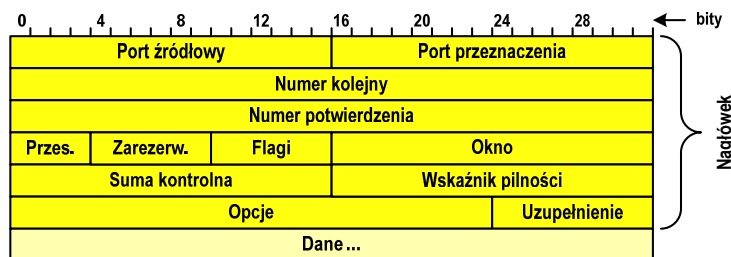 0 4 8 12 16 20 24 28 bity
Port źródłowy Port przeznaczenia
Numer kolejny
Numer potwierdzenia
Przes. Zarezerw. Flagi Okno
Suma kontrolna Wskaźnik pilności
Opcje Uzupełnienie
Dane ...
Nagłówek